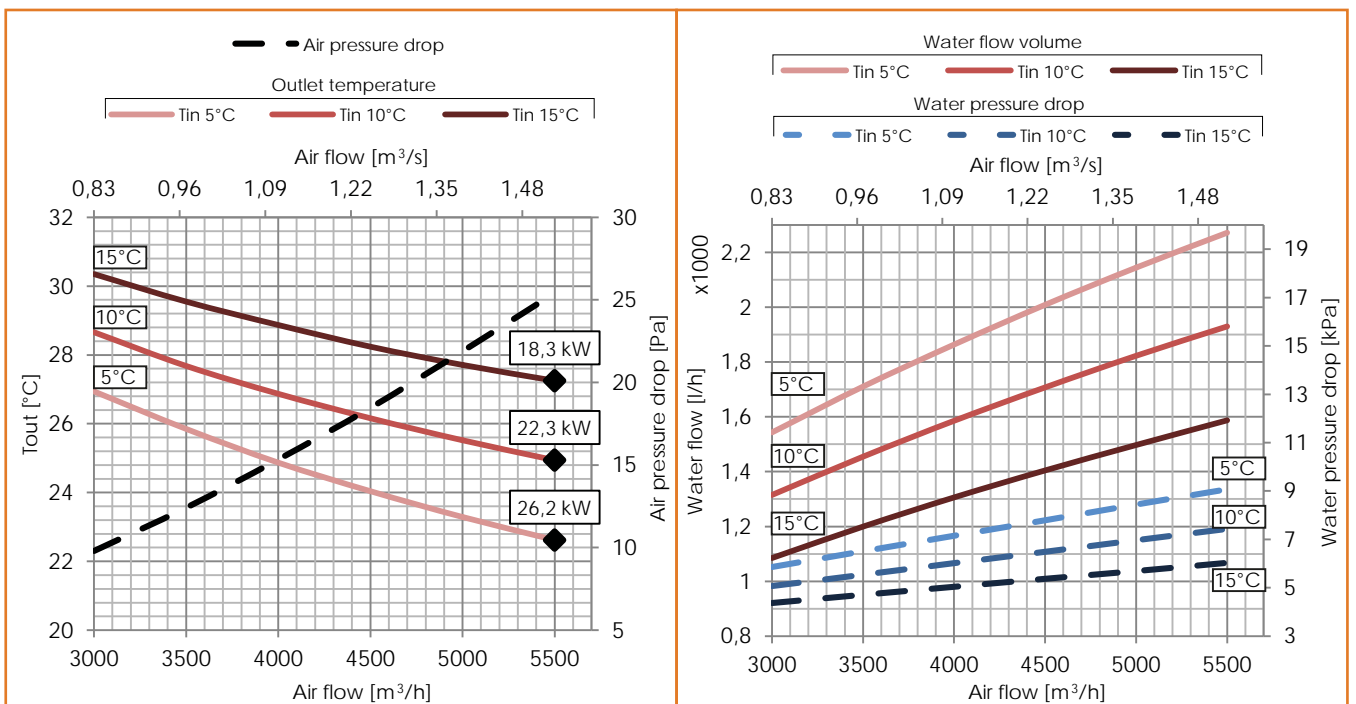 Air pressure drop
Outlet temperature
Tin 5°C Tin 10°C Tin 15°C
Air flow [m³/s]
0,83 0,96 1,09 1,22 1,35 1,48
32 30
15°C
30
10°C
28 25
5°C
18,3 kW
26 20
22,3 kW
24 15
26,2 kW
22 10
20 5
Tout [°C]
Air pressure drop [Pa]
3000 3500 4000 4500 5000 5500
Air flow [m³/h]
Water flow volume
Tin 5°C Tin 10°C Tin 15°C
Water pressure drop
Tin 5°C Tin 10°C Tin 15°C
Air flow [m³/s]
0,83 0,96 1,09 1,22 1,35 1,48
x1000
2,2 19
2 17
1,8 15
5°C
1,6 13
10°C
1,4 11
5°C
15°C
1,2 9
10°C
1 7
15°C
0,8 5
3
Water flow [l/h]
Water pressure drop [kPa]
3000 3500 4000 4500 5000 5500
Air flow [m³/h]